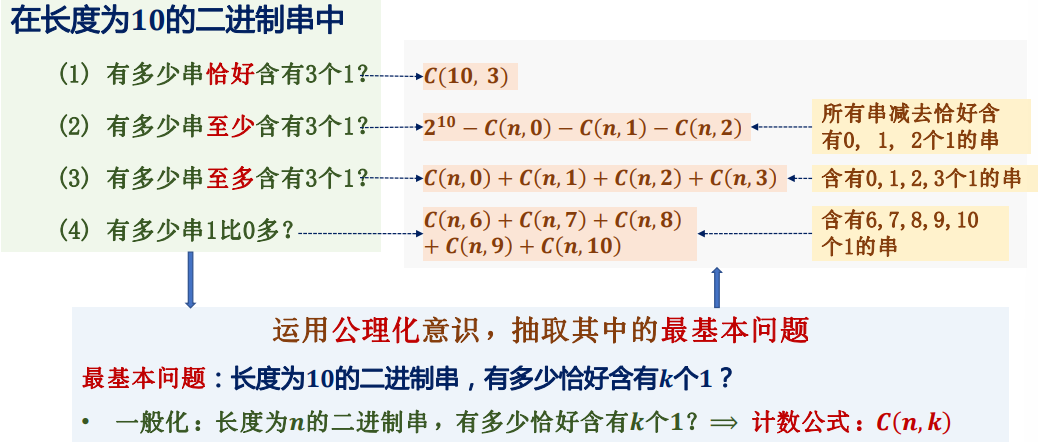 在长度为10的二进制串中
(1) 有多少串恰好含有3个1?
C(10, 3)
(2) 有多少串至少含有3个1?
2^10 − C(n, 0) − C(n, 1) − C(n, 2)
所有串减去恰好含
有0, 1, 2个1的串
(3) 有多少串至多含有3个1?
C(n, 0) + C(n, 1) + C(n, 2) + C(n, 3)
含有0,1,2,3个1的串
(4) 有多少串1比0多?
C(n, 6) + C(n, 7) + C(n, 8)
+ C(n, 9) + C(n, 10)
含有6,7,8,9,10
个1的串
运用公理化意识，抽取其中的最基本问题
最基本问题：长度为10的二进制串，有多少恰好含有k个1？
• 一般化：长度为n的二进制串，有多少恰好含有k个1? ⟹ 计数公式：C(n, k)